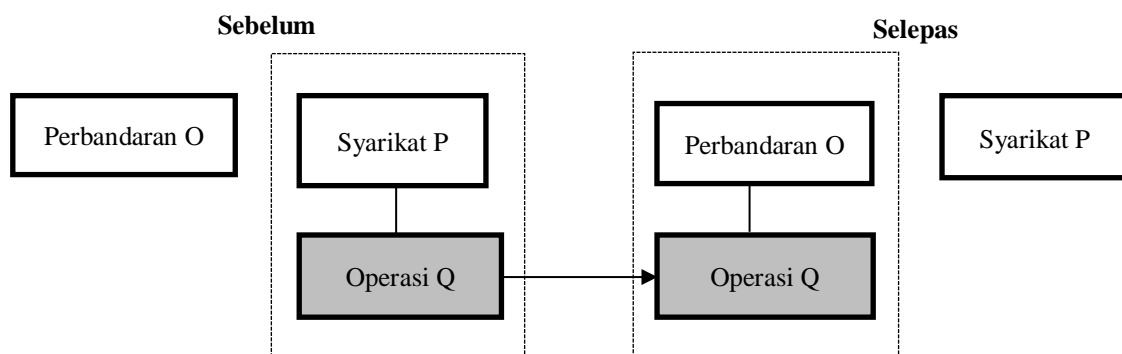 Sebelum
Selepas
Perbandaran O
Syarikat P
Perbandaran O
Syarikat P
Operasi Q
Operasi Q